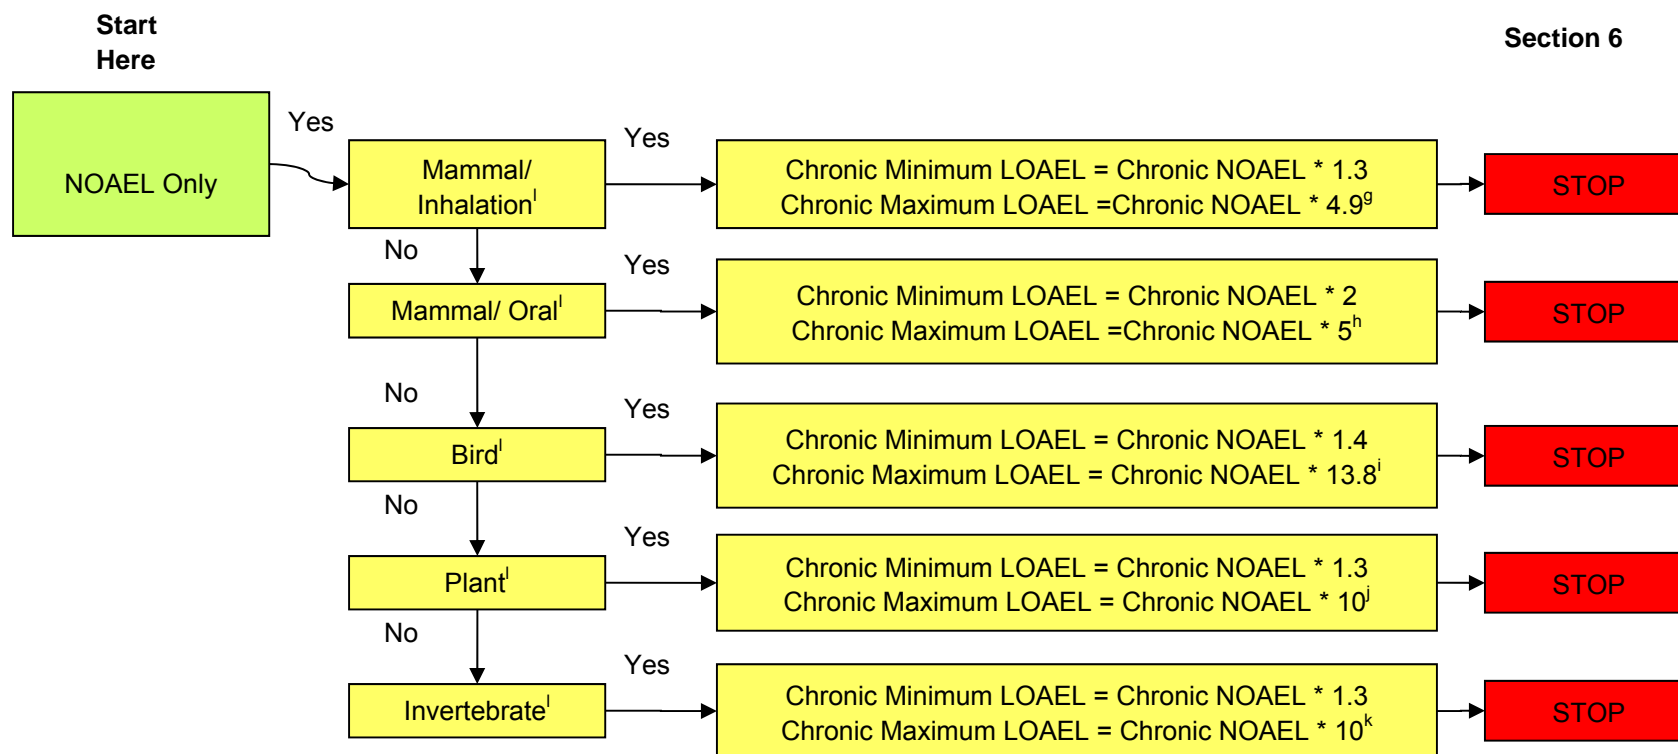 Start
Here
Section 6
NOAEL Only
Yes
Mammal/
Inhalation^l
Yes
Chronic Minimum LOAEL = Chronic NOAEL * 1.3
Chronic Maximum LOAEL =Chronic NOAEL * 4.9^g
STOP
No
Mammal/ Oral^l
Yes
Chronic Minimum LOAEL = Chronic NOAEL * 2
Chronic Maximum LOAEL =Chronic NOAEL * 5^h
STOP
No
Bird^l
Yes
Chronic Minimum LOAEL = Chronic NOAEL * 1.4
Chronic Maximum LOAEL = Chronic NOAEL * 13.8^i
STOP
No
Plant^l
Yes
Chronic Minimum LOAEL = Chronic NOAEL * 1.3
Chronic Maximum LOAEL = Chronic NOAEL * 10^j
STOP
No
Invertebrate^l
Yes
Chronic Minimum LOAEL = Chronic NOAEL * 1.3
Chronic Maximum LOAEL = Chronic NOAEL * 10^k
STOP